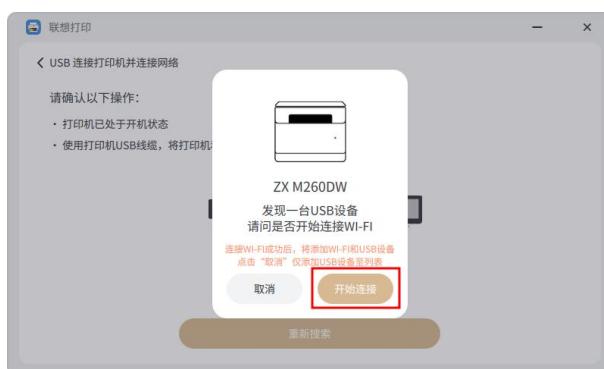 联想打印
USB 连接打印机并连接网络
请确认以下操作：
· 打印机已处于开机状态
· 使用打印机USB线缆，将打印机
ZX M260DW
发现一台USB设备
请问是否开始连接WI-FI
连接WI-FI成功后，将添加WI-FI和USB设备
点击“取消”仅添加USB设备至列表
取消
开始连接
重新搜索